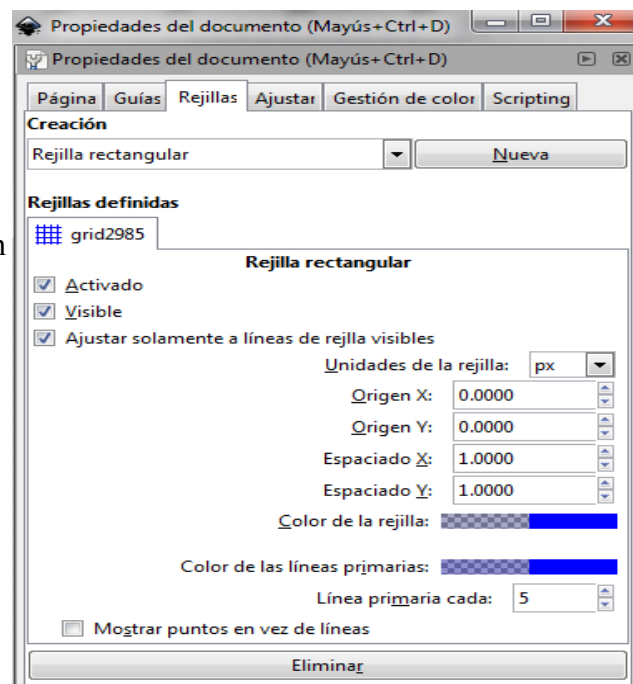 Propiedades del documento (Mayús+Ctrl+D)
Propiedades del documento (Mayús+Ctrl+D)
Página Guías Rejillas Ajustar Gestión de color Scripting
Creación
Rejilla rectangular Nueva
Rejillas definidas
n
grid2985
Rejilla rectangular
Activado
Visible
Ajustar solamente a líneas de rejlla visibles
Unidades de la rejilla: px
Origen X: 0.0000
Origen Y: 0.0000
Espaciado X: 1.0000
Espaciado Y: 1.0000
Color de la rejilla:
Color de las líneas primarias:
Línea primaria cada: 5
Mostrar puntos en vez de líneas
Eliminar